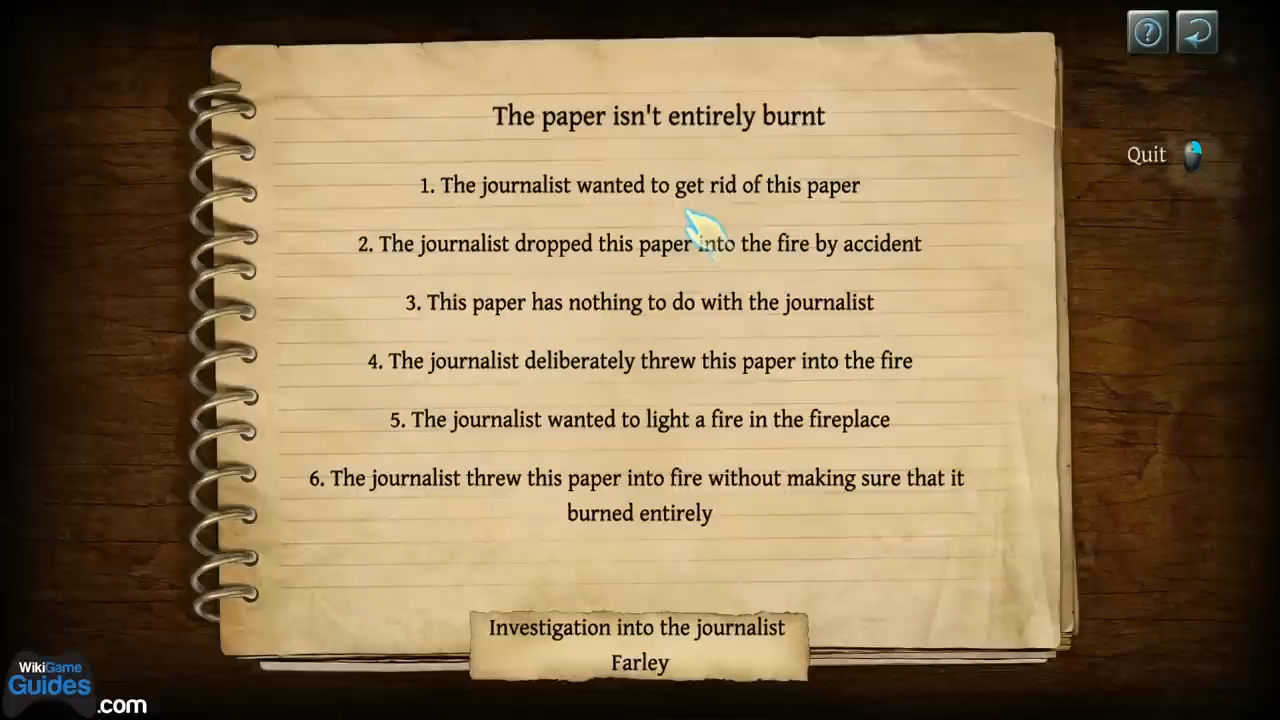 ?
The paper isn't entirely burnt
Quit
1. The journalist wanted to get rid of this paper
2. The journalist dropped this paper into the fire by accident
3. This paper has nothing to do with the journalist
4. The journalist deliberately threw this paper into the fire
5. The journalist wanted to light a fire in the fireplace
6. The journalist threw this paper into fire without making sure that it
burned entirely
Investigation into the journalist
Farley
WikiGame
Guides
.com